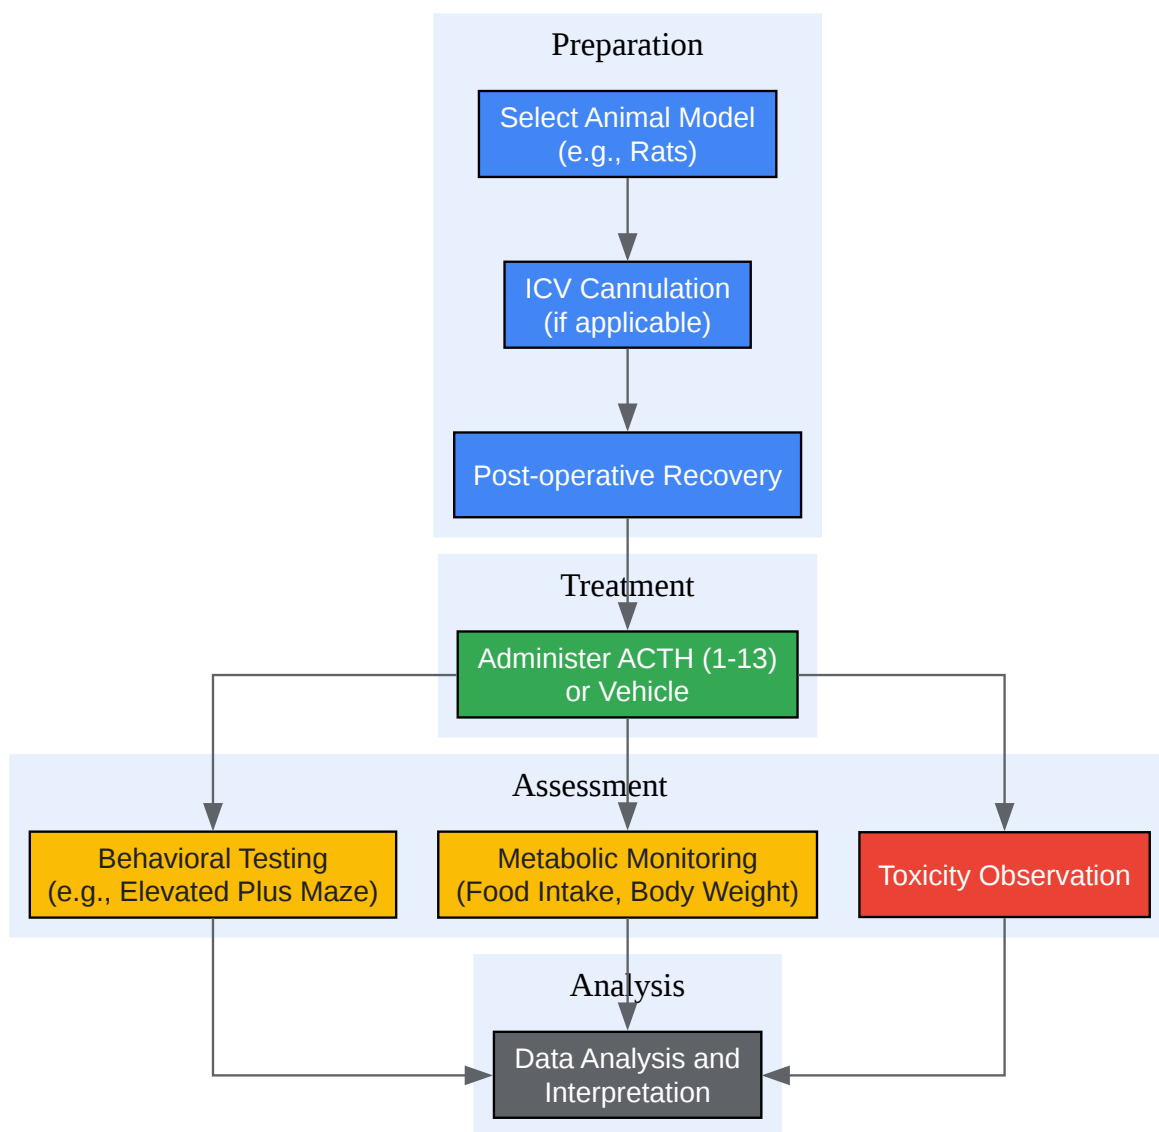 Preparation
Select Animal Model
(e.g., Rats)
ICV Cannulation
(if applicable)
Post-operative Recovery
Treatment
Administer ACTH (1-13)
or Vehicle
Assessment
Behavioral Testing
(e.g., Elevated Plus Maze)
Metabolic Monitoring
(Food Intake, Body Weight)
Toxicity Observation
Analysis
Data Analysis and
Interpretation